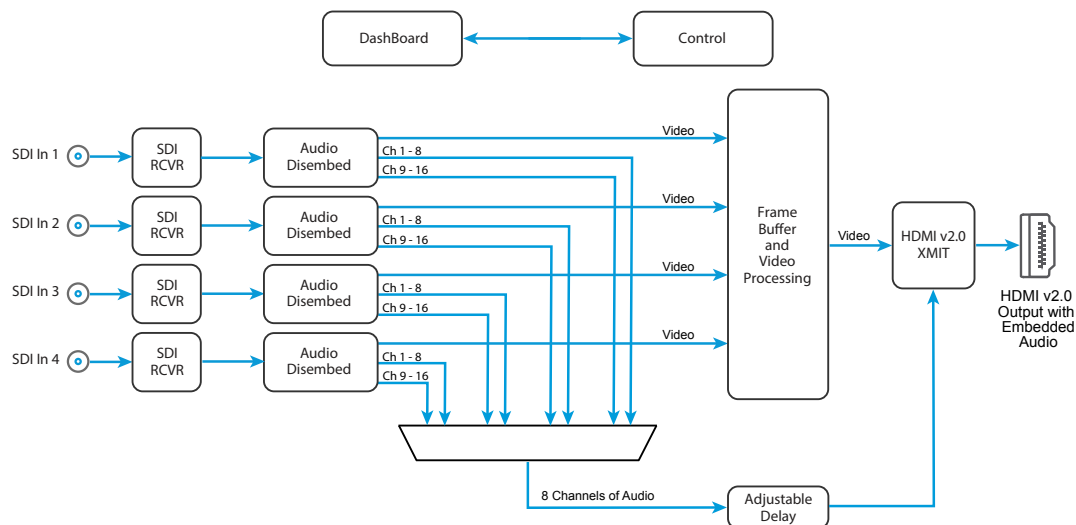 DashBoard
Control
SDI In 1
SDI
RCVR
Audio
Disembed
Video
Ch 1 - 8
Ch 9 - 16
SDI In 2
SDI
RCVR
Audio
Disembed
Video
Ch 1 - 8
Ch 9 - 16
SDI In 3
SDI
RCVR
Audio
Disembed
Video
Ch 1 - 8
Ch 9 - 16
SDI In 4
SDI
RCVR
Audio
Disembed
Video
Ch 1 - 8
Ch 9 - 16
Frame
Buffer
and
Video
Processing
Video
HDMI v2.0
XMIT
HDMI v2.0
Output with
Embedded
Audio
8 Channels of Audio
Adjustable
Delay